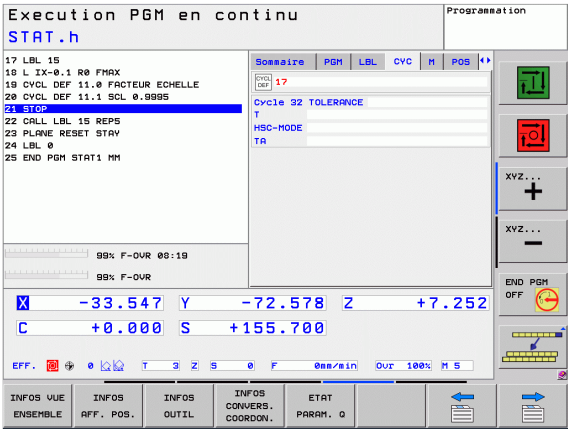 Execution PGM en continu
Programmation
STAT.h
17 LBL 15
18 L IX-0.1 R0 FMAX
19 CYCL DEF 11.0 FACTEUR ECHELLE
20 CYCL DEF 11.1 SCL 0.9995
21 STOP
22 CALL LBL 15 REP5
23 PLANE RESET STAY
24 LBL 0
25 END PGM STAT1 MM
Sommaire PGM LBL CYC M POS
CYCL DEF 17
Cycle 32 TOLERANCE
T
HSC-MODE
TA
99% F-OVR 08:19
99% F-OVR
X -33.547 Y -72.578 Z +7.252
C +0.000 S +155.700
EFF. 0 T 3 Z S 0 F 0mm/min Ovr 100% M 5
XYZ...
+
XYZ...
-
END PGM
OFF
INFOS VUE
ENSEMBLE
INFOS
AFF. POS.
INFOS
OUTIL
INFOS
CONVERS.
COORDON.
ETAT
PARAM. Q